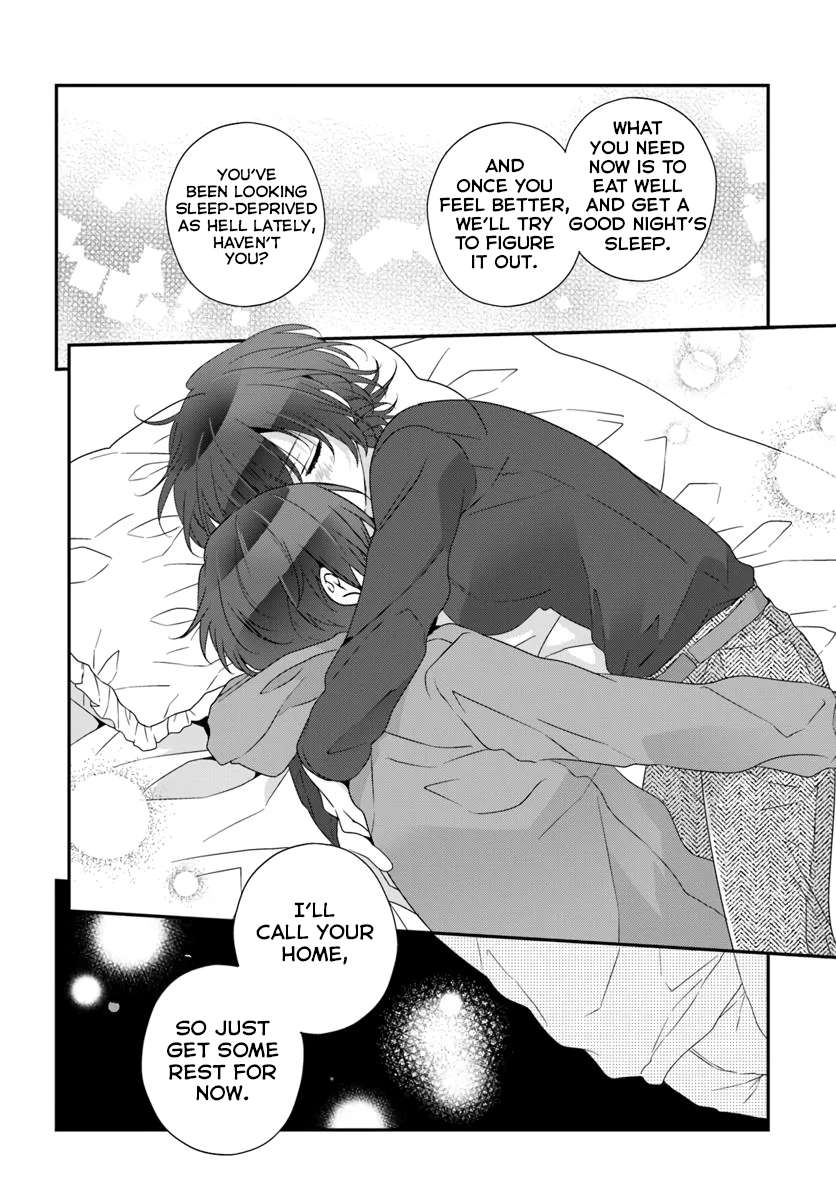 WHAT
YOU NEED
NOW IS TO
EAT WELL
AND GET A
GOOD NIGHT'S
SLEEP.
AND
ONCE YOU
FEEL BETTER,
WE'LL TRY
TO FIGURE
IT OUT.
YOU'VE
BEEN LOOKING
SLEEP-DEPRIVED
AS HELL LATELY,
HAVEN'T
YOU?
I'LL
CALL YOUR
HOME,
SO JUST
GET SOME
REST FOR
NOW.